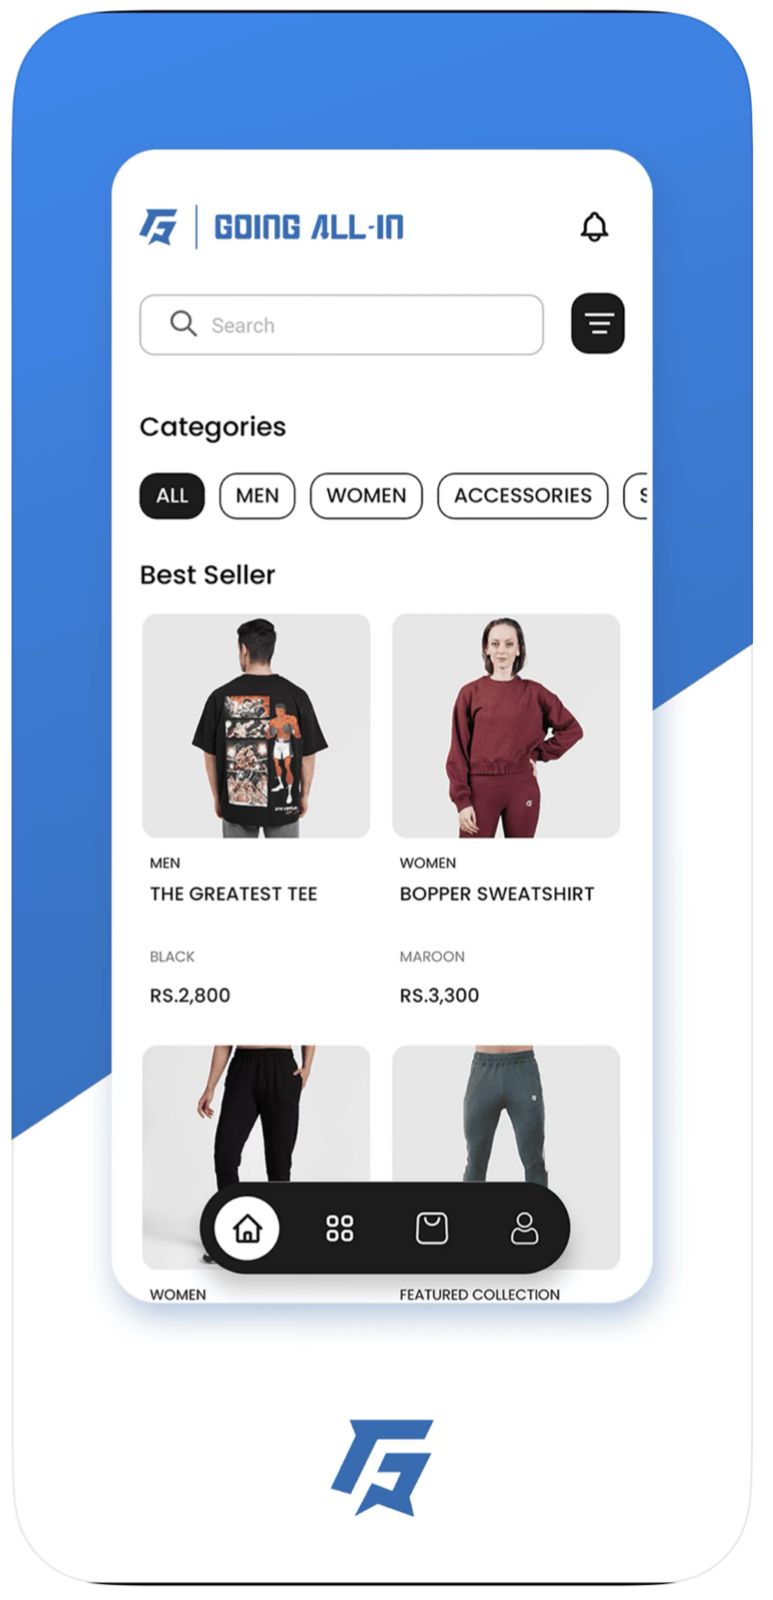 GOING ALL-IN
Search
Categories
ALL MEN WOMEN ACCESSORIES S
Best Seller
MEN WOMEN
THE GREATEST TEE BOPPER SWEATSHIRT
BLACK MAROON
RS.2,800 RS.3,300
WOMEN FEATURED COLLECTION